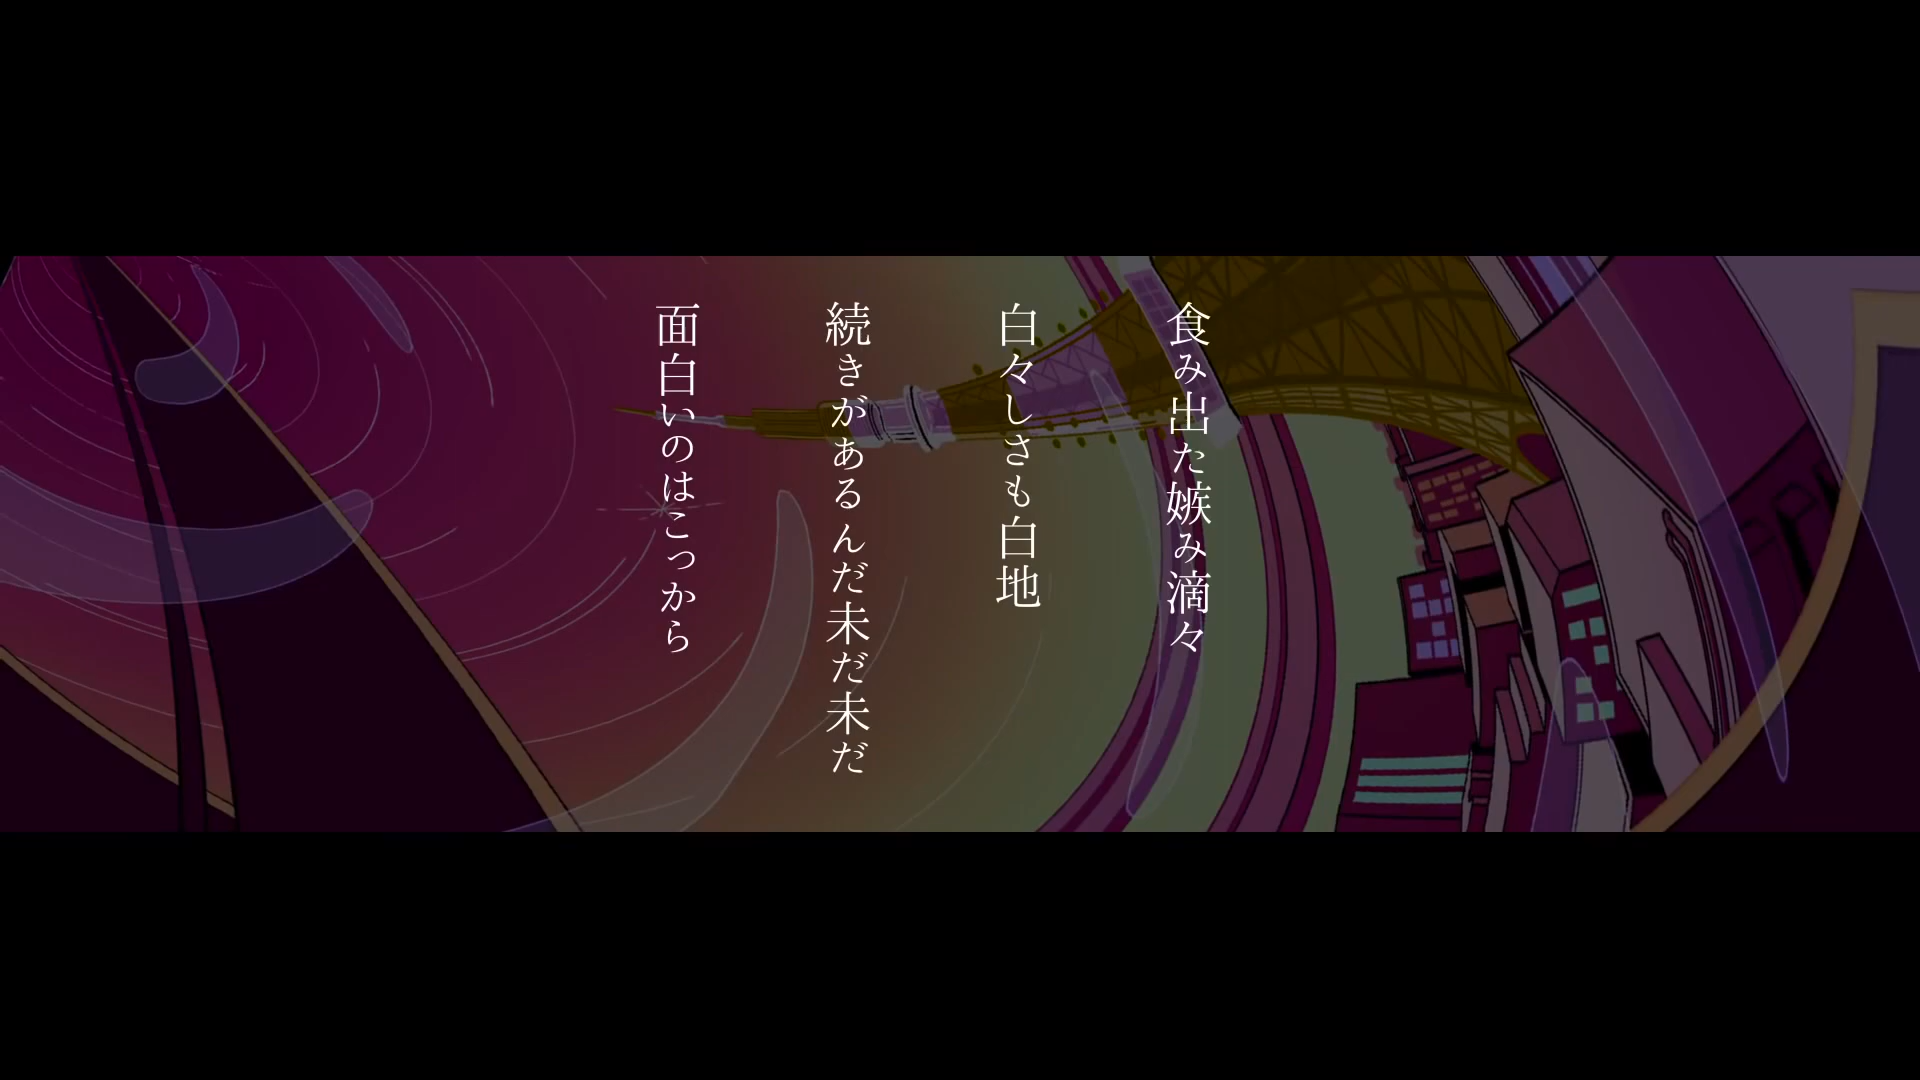 食み出た嫉み滴々
白々しさも白地
続きがあるんだ未だ未だ
面白いのはこっから